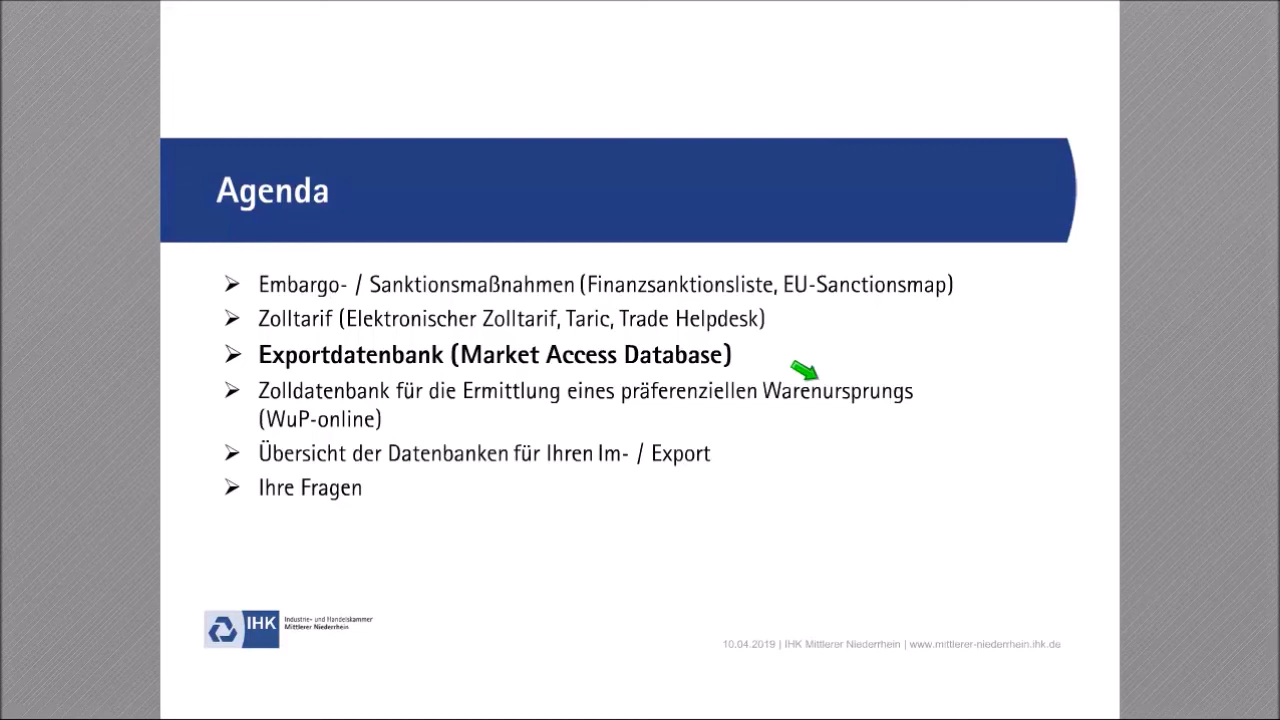 Agenda
Embargo- / Sanktionsmaßnahmen (Finanzsanktionsliste, EU-Sanctionsmap)
Zolltarif (Elektronischer Zolltarif, Taric, Trade Helpdesk)
Exportdatenbank (Market Access Database)
Zolldatenbank für die Ermittlung eines präferenziellen Warenursprungs
(WuP-online)
Übersicht der Datenbanken für Ihren Im- / Export
Ihre Fragen
IHK
Industrie- und Handelskammer
Mittlerer Niederrhein
10.04.2019 | IHK Mittlerer Niederrhein | www.mittlerer-niederrhein.ihk.de